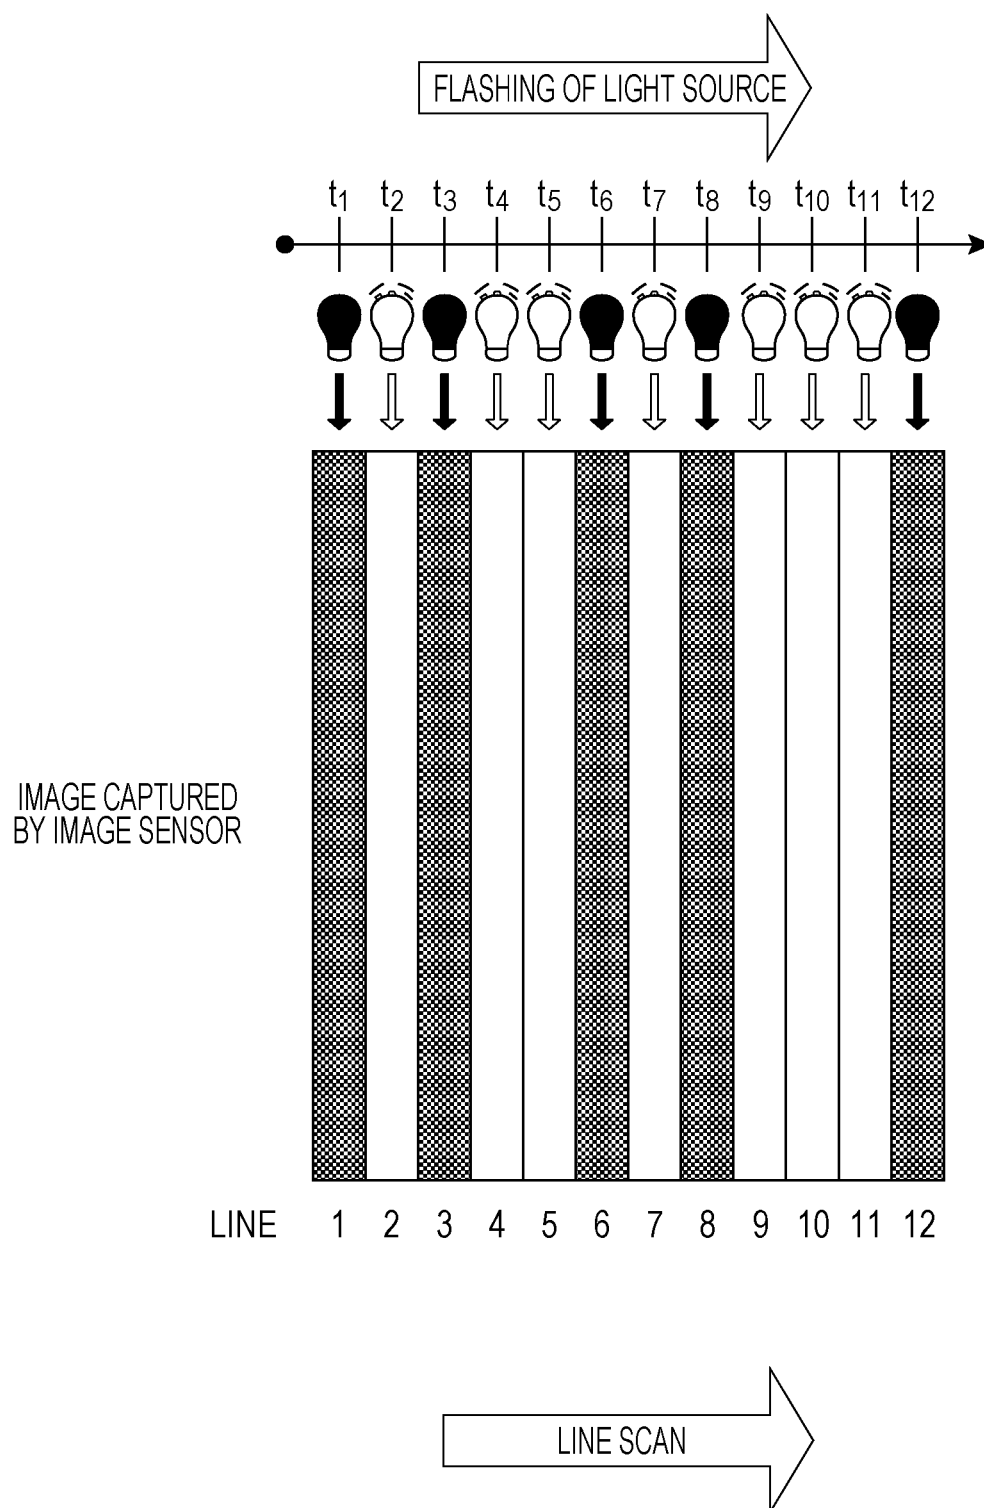 FLASHING OF LIGHT SOURCE
t1 t2 t3 t4 t5 t6 t7 t8 t9 t10 t11 t12
IMAGE CAPTURED
BY IMAGE SENSOR
LINE 1 2 3 4 5 6 7 8 9 10 11 12
LINE SCAN